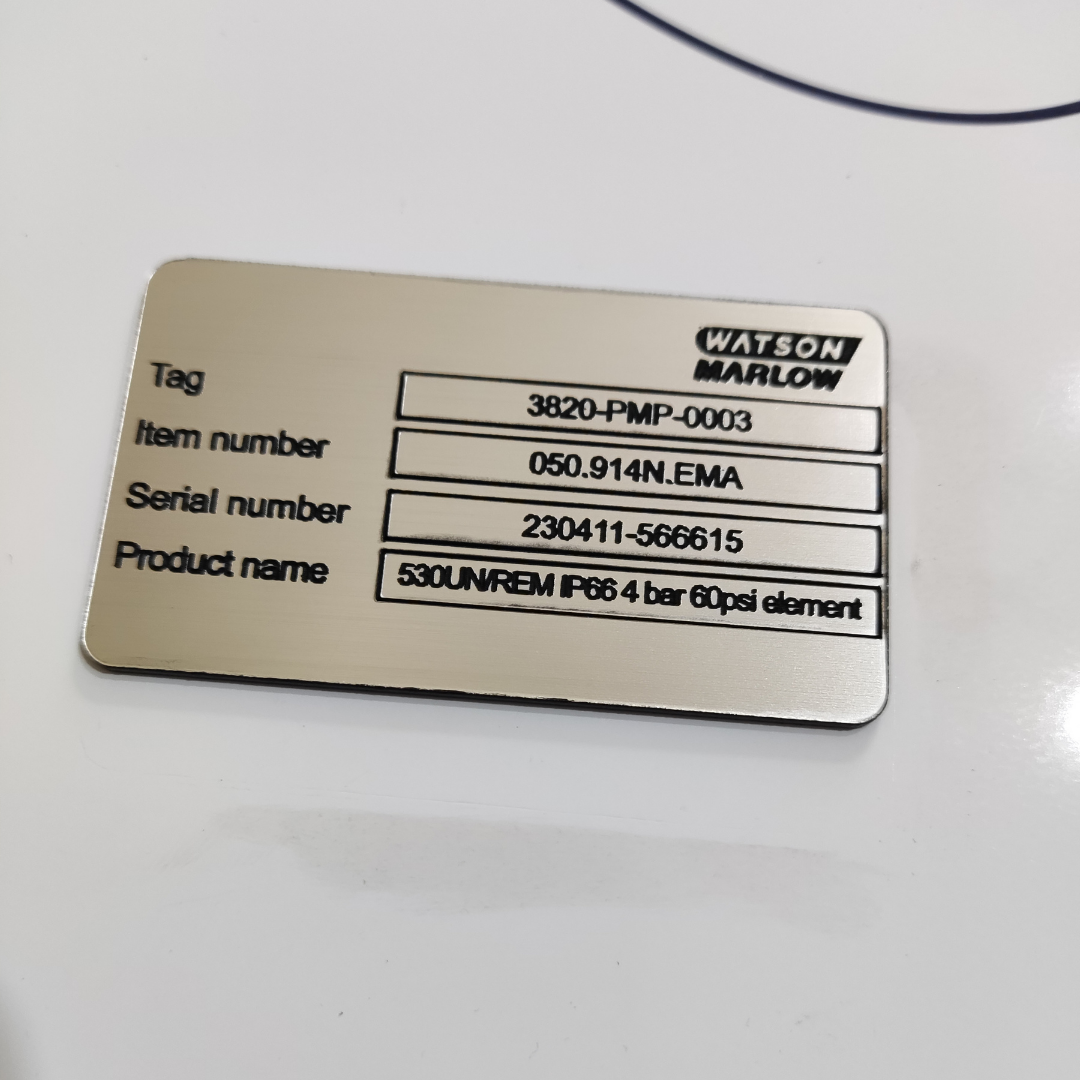 WATSON
MARLOW
Tag 3820-PMP-0003
Item number 050.914N.EMA
Serial number 230411-566615
Product name 530UN/REM IP66 4 bar 60psi element